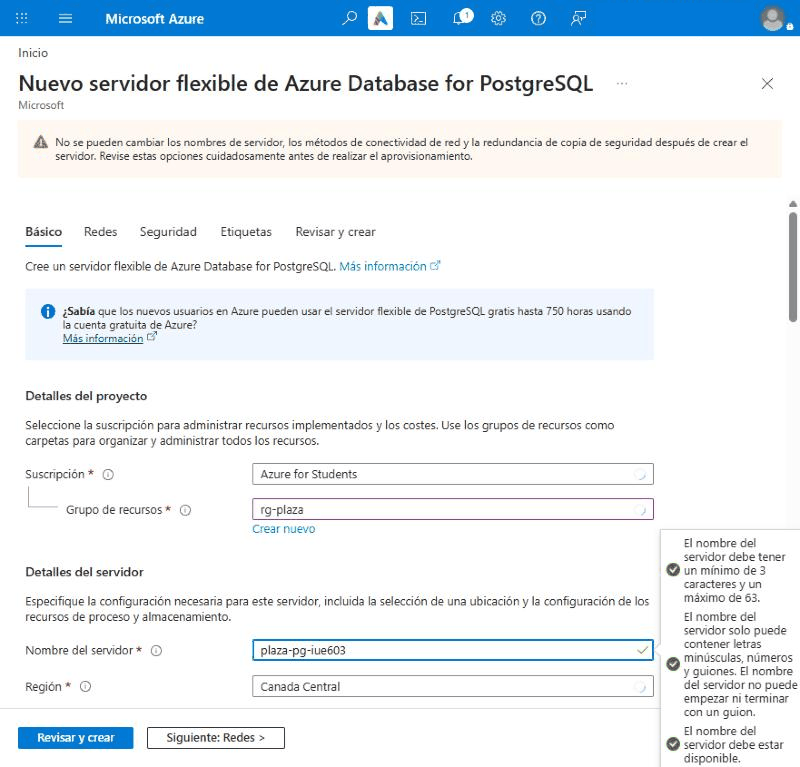 Microsoft Azure
1
Inicio
Nuevo servidor flexible de Azure Database for PostgreSQL
...
Microsoft
No se pueden cambiar los nombres de servidor, los métodos de conectividad de red y la redundancia de copia de seguridad después de crear el
servidor. Revise estas opciones cuidadosamente antes de realizar el aprovisionamiento.
Básico
Redes
Seguridad
Etiquetas
Revisar y crear
Cree un servidor flexible de Azure Database for PostgreSQL. Más información
¿Sabía que los nuevos usuarios en Azure pueden usar el servidor flexible de PostgreSQL gratis hasta 750 horas usando
la cuenta gratuita de Azure?
Más información
Detalles del proyecto
Seleccione la suscripción para administrar recursos implementados y los costes. Use los grupos de recursos como
carpetas para organizar y administrar todos los recursos.
Suscripción *
Azure for Students
Grupo de recursos *
rg-plaza
Crear nuevo
Detalles del servidor
Especifique la configuración necesaria para este servidor, incluida la selección de una ubicación y la configuración de los
recursos de proceso y almacenamiento.
Nombre del servidor *
plaza-pg-iue603
Región *
Canada Central
El nombre del
servidor debe tener
un mínimo de 3
caracteres y un
máximo de 63.
El nombre del
servidor solo puede
contener letras
minúsculas, números
y guiones. El nombre
del servidor no puede
empezar ni terminar
con un guion.
El nombre del
servidor debe estar
disponible.
Revisar y crear
Siguiente: Redes >